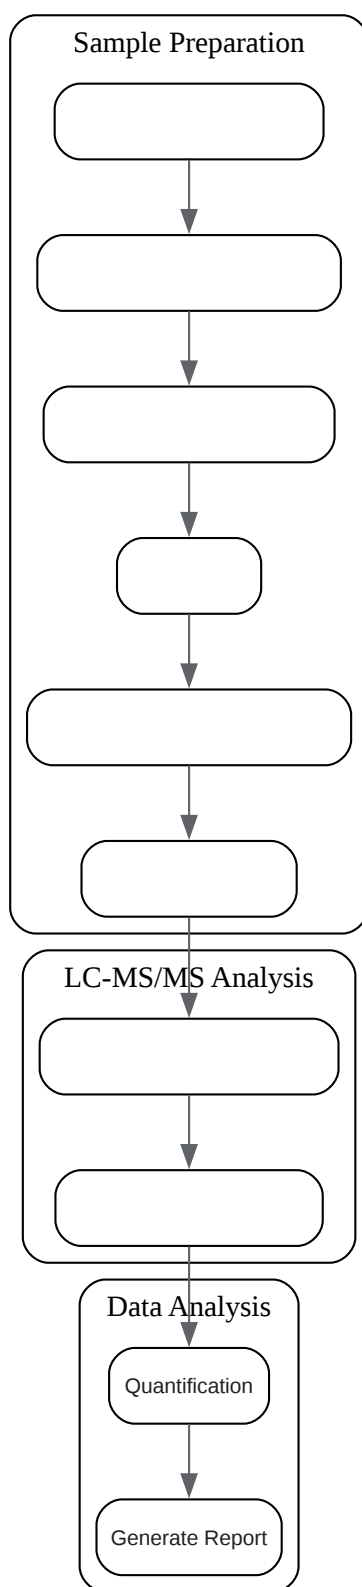 Sample Preparation
LC-MS/MS Analysis
Data Analysis
Quantification
Generate Report